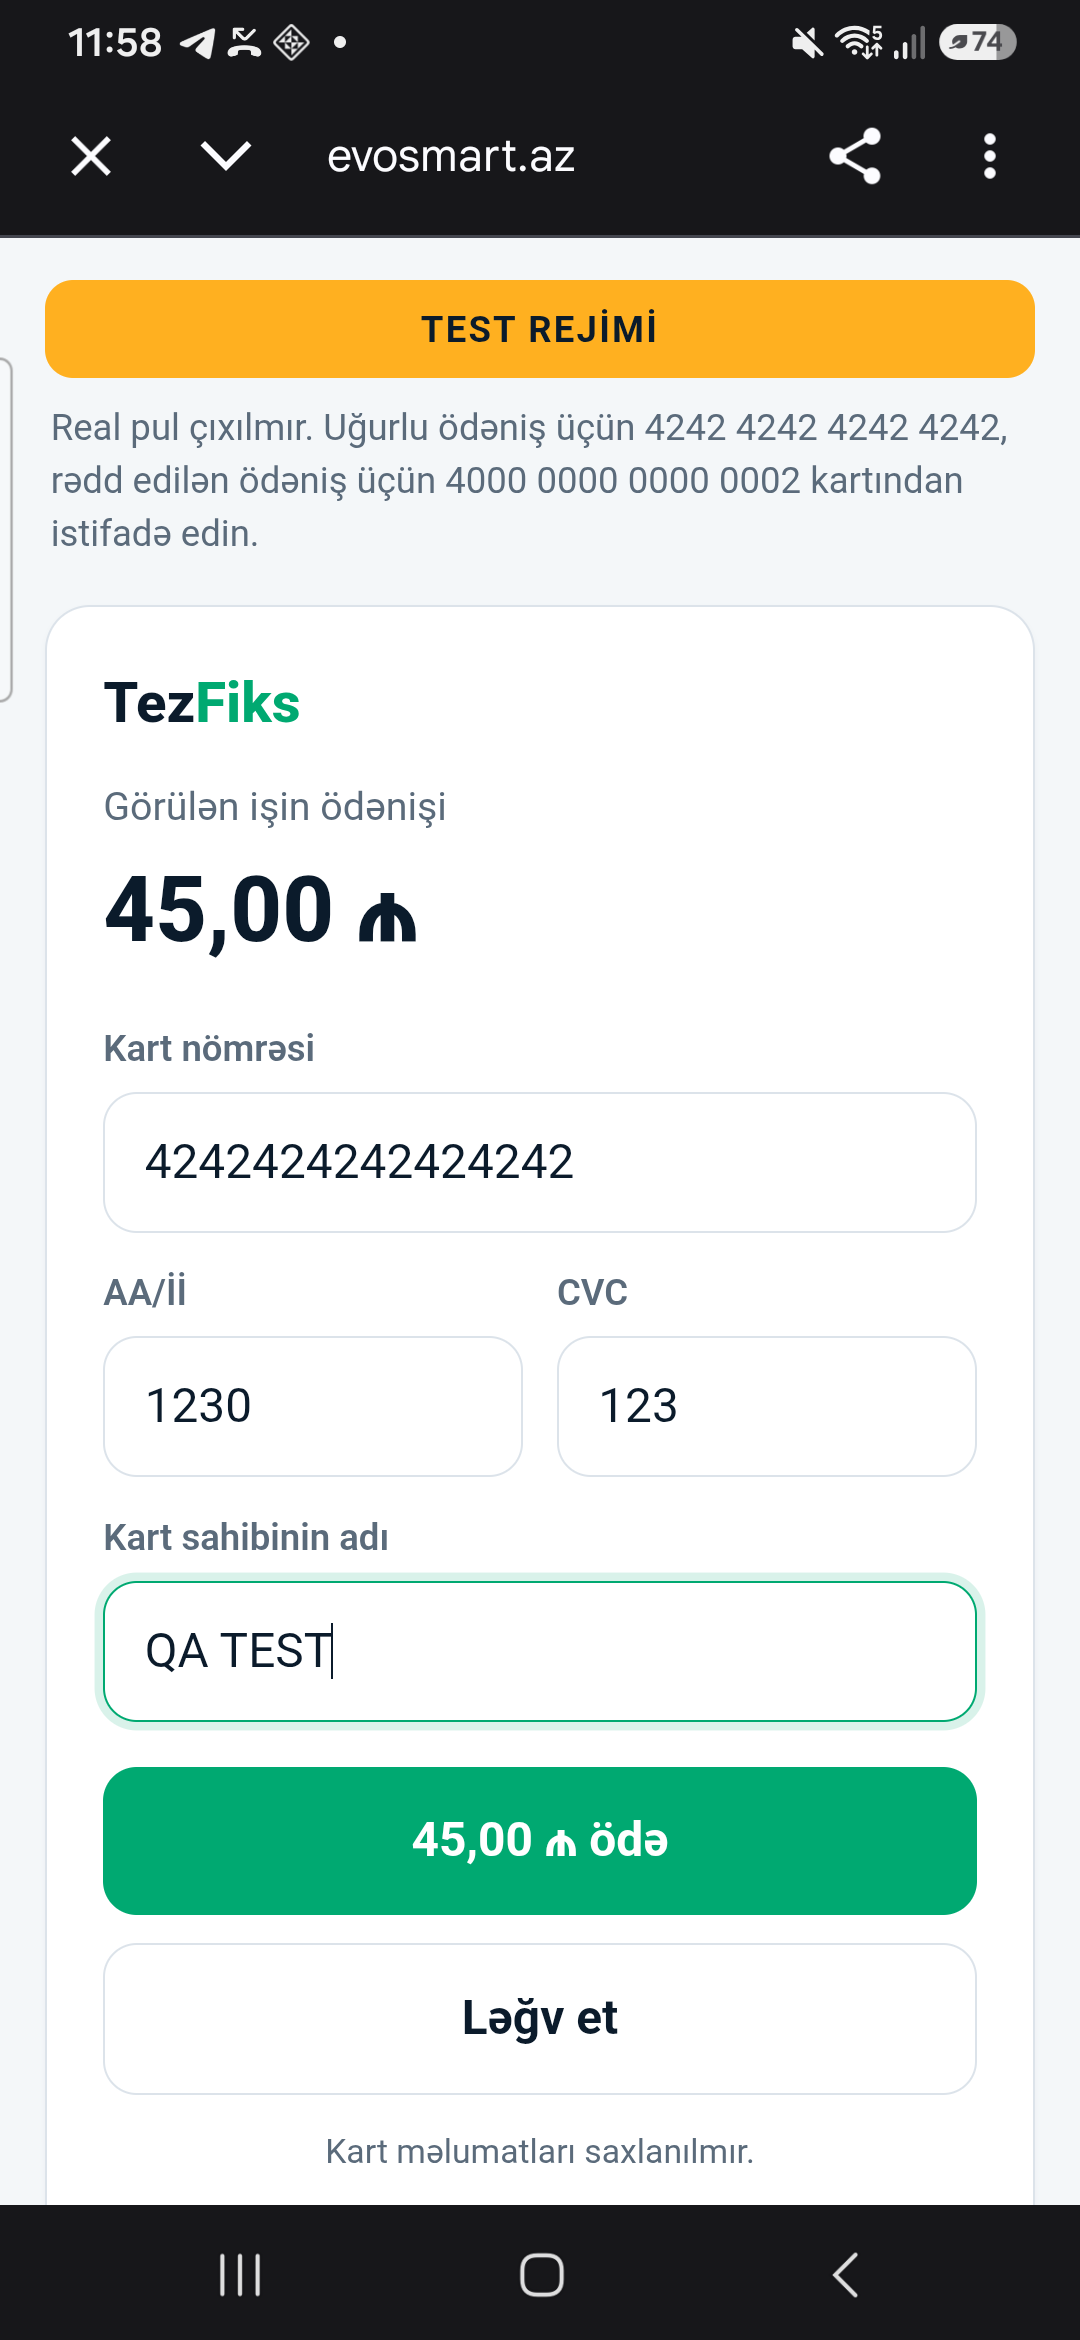 11:58
5
74
evosmart.az
TEST REJİMİ
Real pul çıxılmır. Uğurlu ödəniş üçün 4242 4242 4242 4242,
rədd edilən ödəniş üçün 4000 0000 0000 0002 kartından
istifadə edin.
TezFiks
Görülən işin ödənişi
45,00 ₼
Kart nömrəsi
4242424242424242
AA/İİ
CVC
1230
123
Kart sahibinin adı
QA TEST
45,00 ₼ ödə
Ləğv et
Kart məlumatları saxlanılmır.